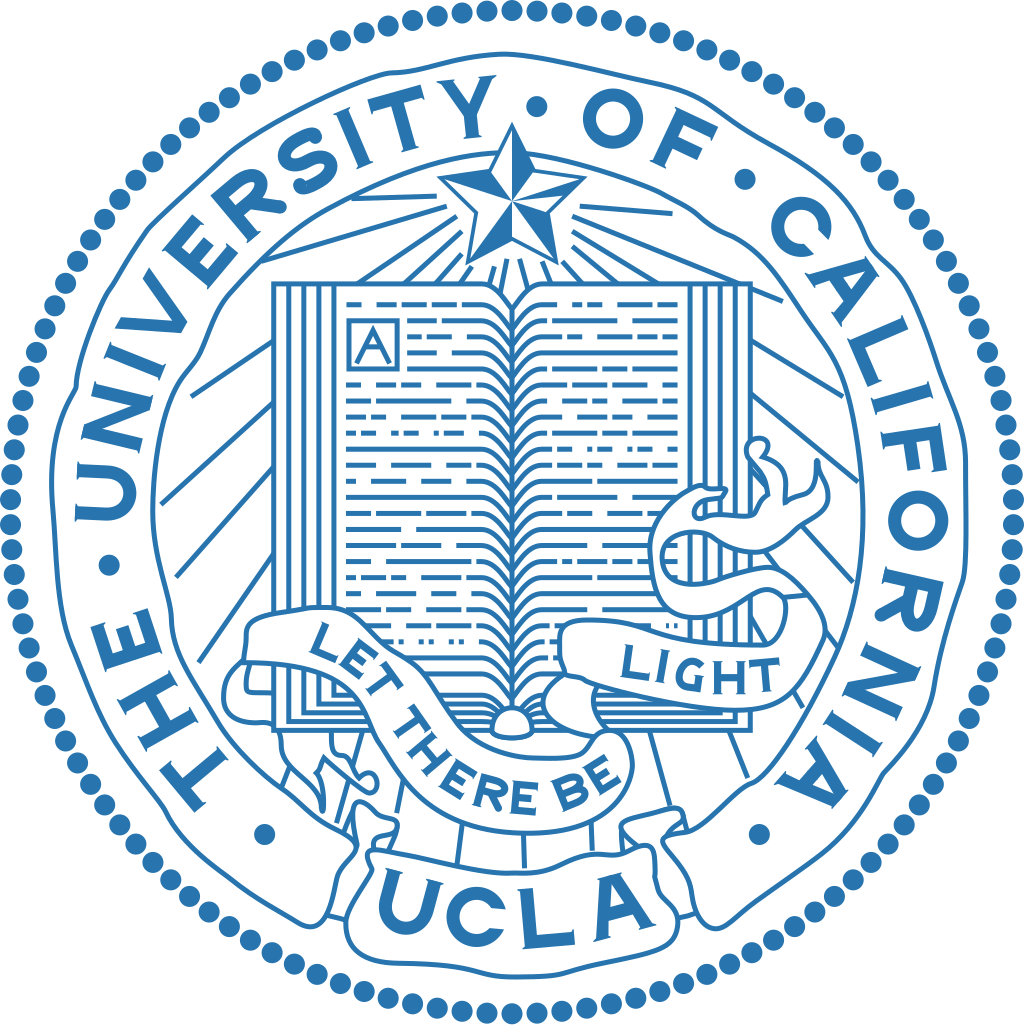 THE · UNIVERSITY · OF · CALIFORNIA
A
LET THERE BE
LIGHT
UCLA